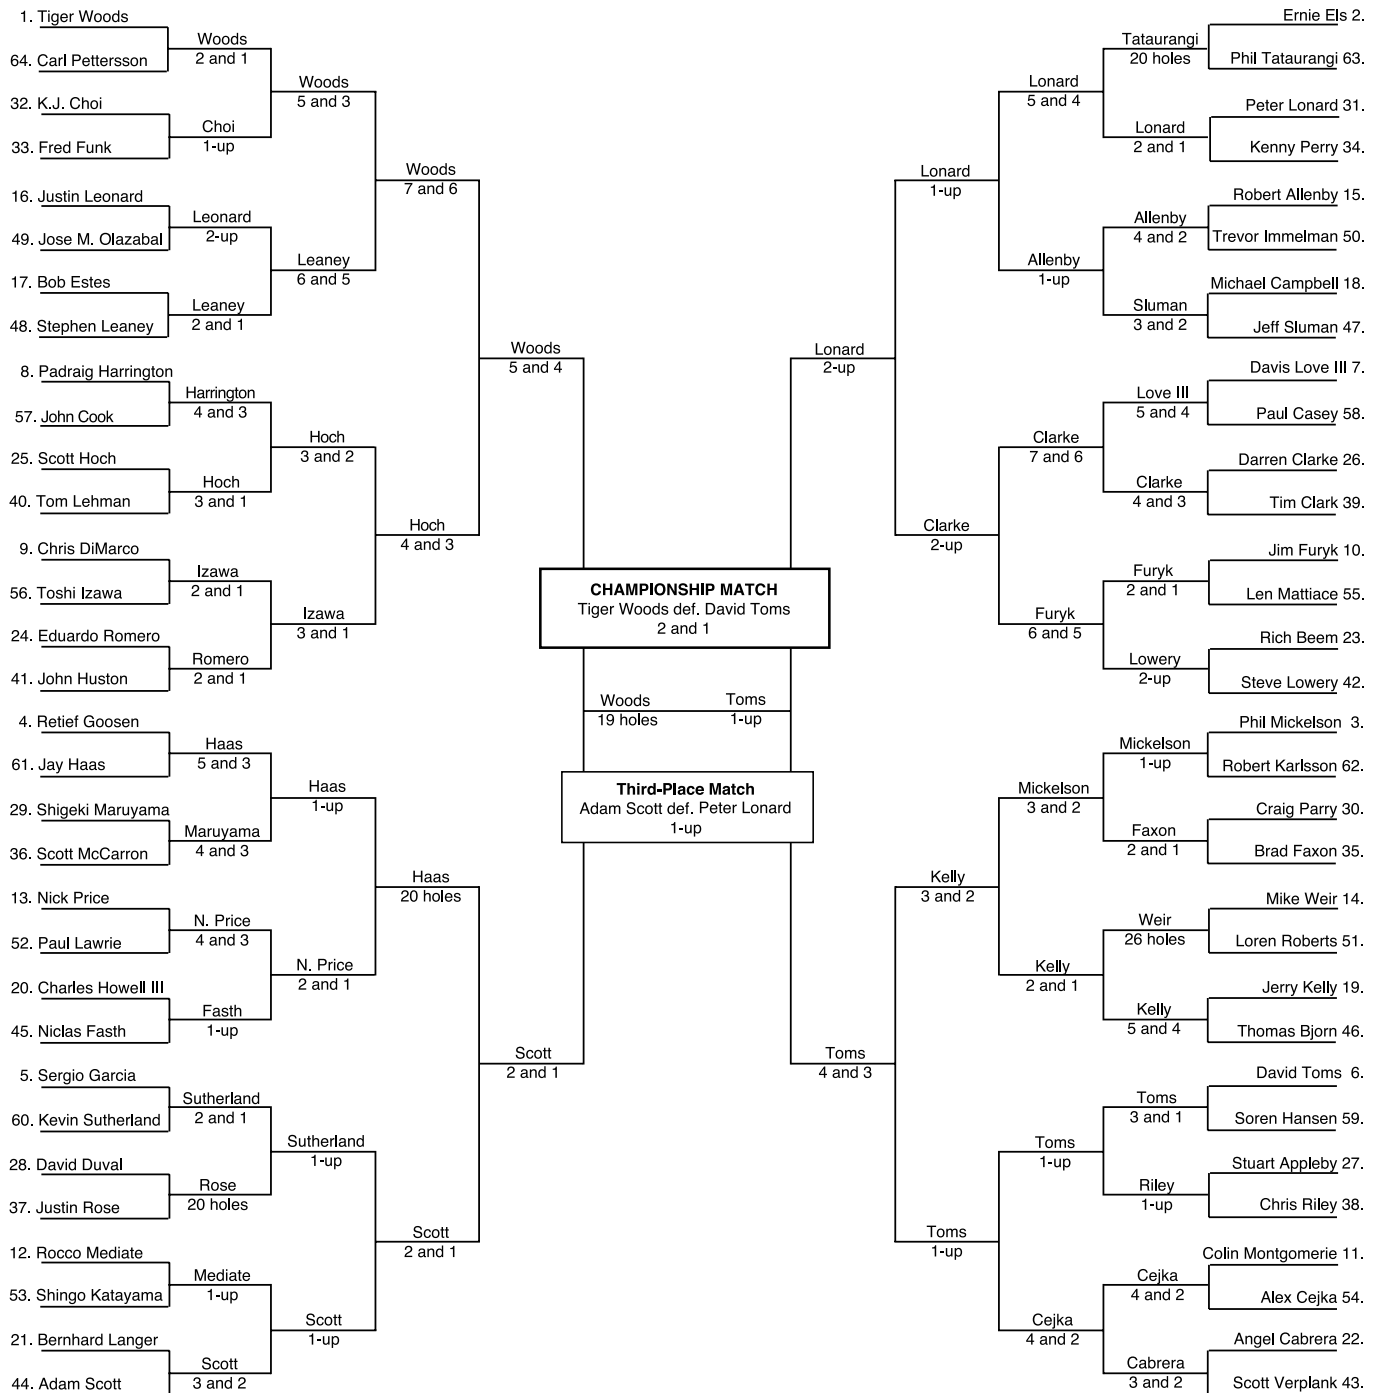 1. Tiger Woods
64. Carl Pettersson
32. K.J. Choi
33. Fred Funk
16. Justin Leonard
49. Jose M. Olazabal
17. Bob Estes
48. Stephen Leaney
8. Padraig Harrington
57. John Cook
25. Scott Hoch
40. Tom Lehman
9. Chris DiMarco
56. Toshi Izawa
24. Eduardo Romero
41. John Huston
4. Retief Goosen
61. Jay Haas
29. Shigeki Maruyama
36. Scott McCarron
13. Nick Price
52. Paul Lawrie
20. Charles Howell III
45. Niclas Fasth
5. Sergio Garcia
60. Kevin Sutherland
28. David Duval
37. Justin Rose
12. Rocco Mediate
53. Shingo Katayama
21. Bernhard Langer
44. Adam Scott
Woods
2 and 1
Choi
1-up
Leonard
2-up
Leaney
2 and 1
Harrington
4 and 3
Hoch
3 and 1
Izawa
2 and 1
Romero
2 and 1
Haas
5 and 3
Maruyama
4 and 3
N. Price
4 and 3
Fasth
1-up
Sutherland
2 and 1
Rose
20 holes
Mediate
1-up
Scott
3 and 2
Woods
5 and 3
Leaney
6 and 5
Hoch
3 and 2
Izawa
3 and 1
Haas
1-up
N. Price
2 and 1
Sutherland
1-up
Scott
1-up
Woods
7 and 6
Hoch
4 and 3
Haas
20 holes
Scott
2 and 1
Woods
5 and 4
Scott
2 and 1
CHAMPIONSHIP MATCH
Tiger Woods def. David Toms
2 and 1
Woods
19 holes
Toms
1-up
Third-Place Match
Adam Scott def. Peter Lonard
1-up
Lonard
2-up
Toms
4 and 3
Lonard
1-up
Clarke
2-up
Kelly
3 and 2
Toms
1-up
Lonard
5 and 4
Allenby
1-up
Clarke
7 and 6
Furyk
6 and 5
Mickelson
3 and 2
Kelly
2 and 1
Toms
1-up
Cejka
4 and 2
Tataurangi
20 holes
Lonard
2 and 1
Allenby
4 and 2
Sluman
3 and 2
Love III
5 and 4
Clarke
4 and 3
Furyk
2 and 1
Lowery
2-up
Mickelson
1-up
Faxon
2 and 1
Weir
26 holes
Kelly
5 and 4
Toms
3 and 1
Riley
1-up
Cejka
4 and 2
Cabrera
3 and 2
Ernie Els 2.
Phil Tataurangi 63.
Peter Lonard 31.
Kenny Perry 34.
Robert Allenby 15.
Trevor Immelman 50.
Michael Campbell 18.
Jeff Sluman 47.
Davis Love III 7.
Paul Casey 58.
Darren Clarke 26.
Tim Clark 39.
Jim Furyk 10.
Len Mattiace 55.
Rich Beem 23.
Steve Lowery 42.
Phil Mickelson 3.
Robert Karlsson 62.
Craig Parry 30.
Brad Faxon 35.
Mike Weir 14.
Loren Roberts 51.
Jerry Kelly 19.
Thomas Bjorn 46.
David Toms 6.
Soren Hansen 59.
Stuart Appleby 27.
Chris Riley 38.
Colin Montgomerie 11.
Alex Cejka 54.
Angel Cabrera 22.
Scott Verplank 43.